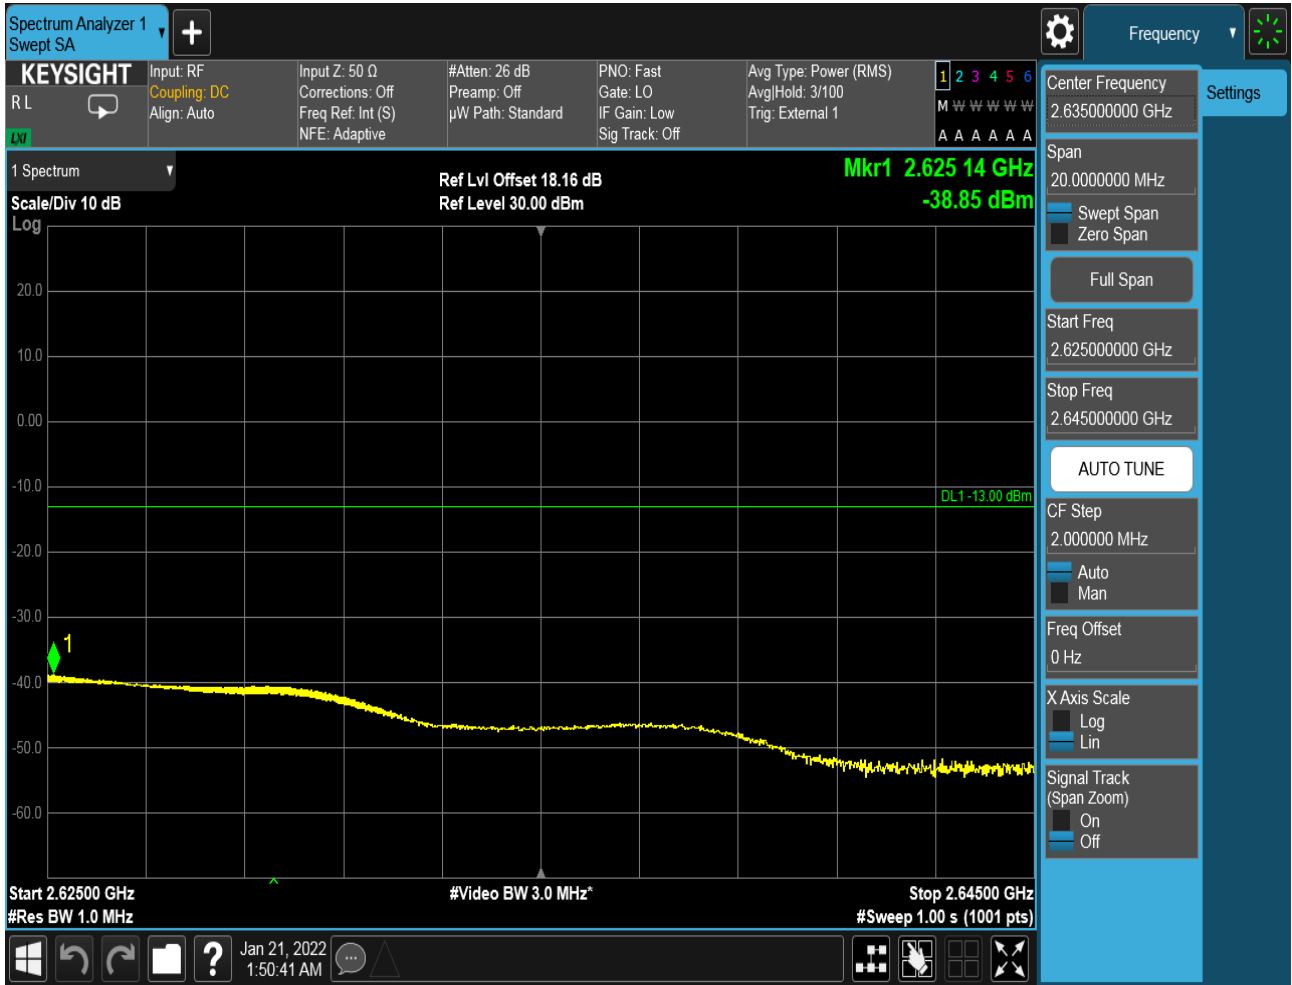 Spectrum Analyzer 1
Swept SA
Frequency
KEYSIGHT
R L
LXI
Input: RF
Coupling: DC
Align: Auto
Input Z: 50 Ω
Corrections: Off
Freq Ref: Int (S)
NFE: Adaptive
#Atten: 26 dB
Preamp: Off
µW Path: Standard
PNO: Fast
Gate: LO
IF Gain: Low
Sig Track: Off
Avg Type: Power (RMS)
Avg|Hold: 3/100
Trig: External 1
1 2 3 4 5 6
M W W W W W
A A A A A A
1 Spectrum
Scale/Div 10 dB
Log
Ref Lvl Offset 18.16 dB
Ref Level 30.00 dBm
Mkr1 2.625 14 GHz
-38.85 dBm
20.0
10.0
0.00
-10.0
-20.0
-30.0
-40.0
-50.0
-60.0
DL1 -13.00 dBm
1
Start 2.62500 GHz
#Res BW 1.0 MHz
#Video BW 3.0 MHz*
Stop 2.64500 GHz
#Sweep 1.00 s (1001 pts)
Center Frequency
2.635000000 GHz
Settings
Span
20.0000000 MHz
Swept Span
Zero Span
Full Span
Start Freq
2.625000000 GHz
Stop Freq
2.645000000 GHz
AUTO TUNE
CF Step
2.000000 MHz
Auto
Man
Freq Offset
0 Hz
X Axis Scale
Log
Lin
Signal Track
(Span Zoom)
On
Off
?
Jan 21, 2022
1:50:41 AM